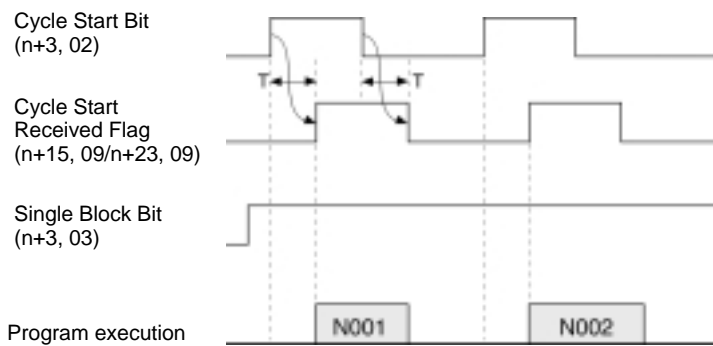 Cycle Start Bit
(n+3, 02)
T
T
Cycle Start
Received Flag
(n+15, 09/n+23, 09)
Single Block Bit
(n+3, 03)
Program execution
N001
N002